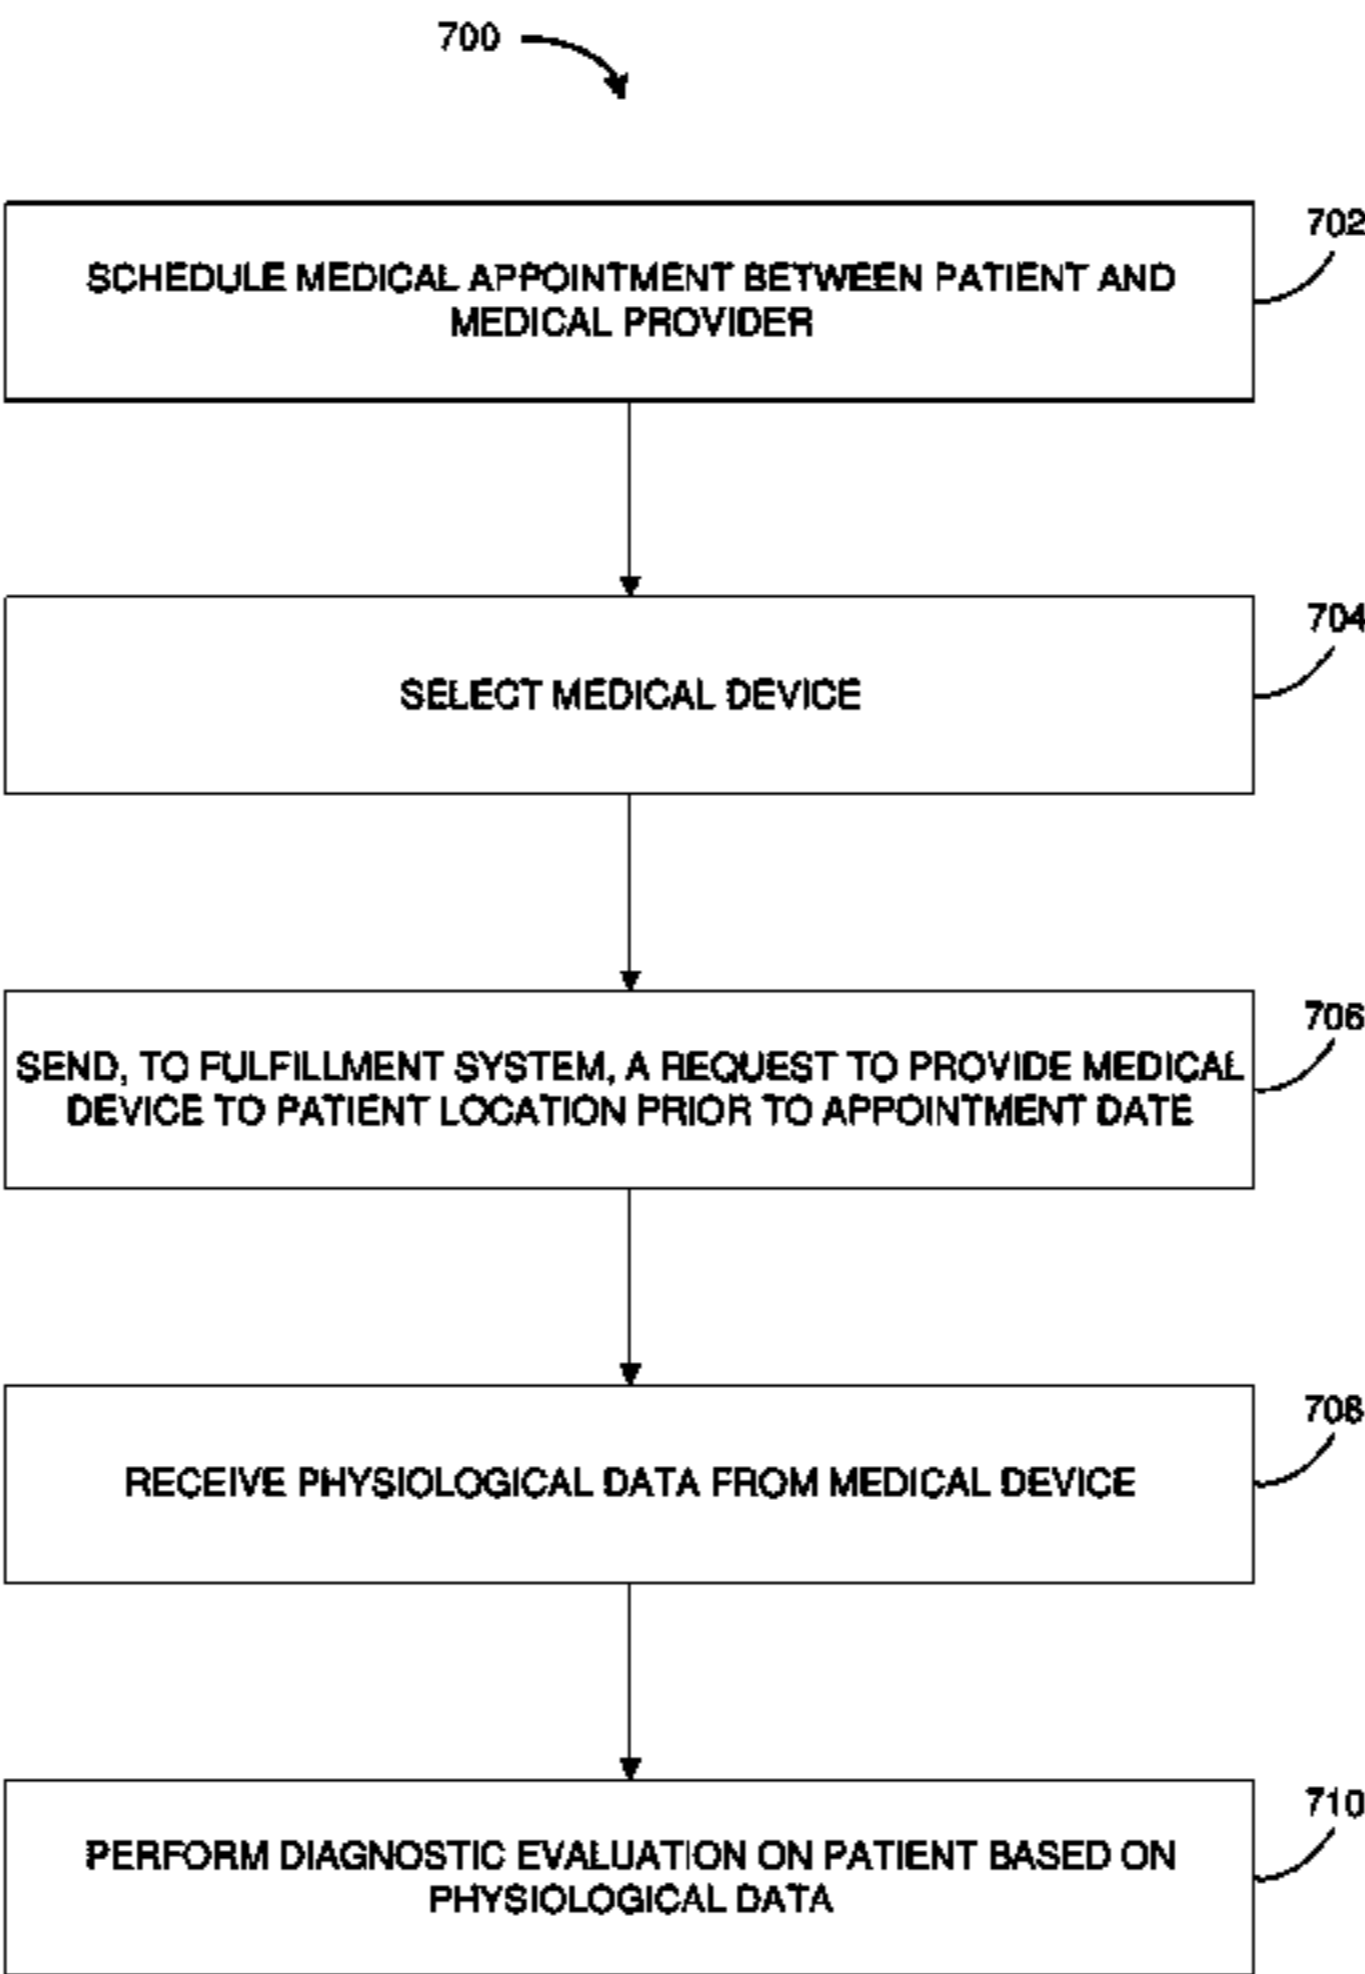 700
702
SCHEDULE MEDICAL APPOINTMENT BETWEEN PATIENT AND
MEDICAL PROVIDER
704
SELECT MEDICAL DEVICE
706
SEND, TO FULFILLMENT SYSTEM, A REQUEST TO PROVIDE MEDICAL
DEVICE TO PATIENT LOCATION PRIOR TO APPOINTMENT DATE
708
RECEIVE PHYSIOLOGICAL DATA FROM MEDICAL DEVICE
710
PERFORM DIAGNOSTIC EVALUATION ON PATIENT BASED ON
PHYSIOLOGICAL DATA